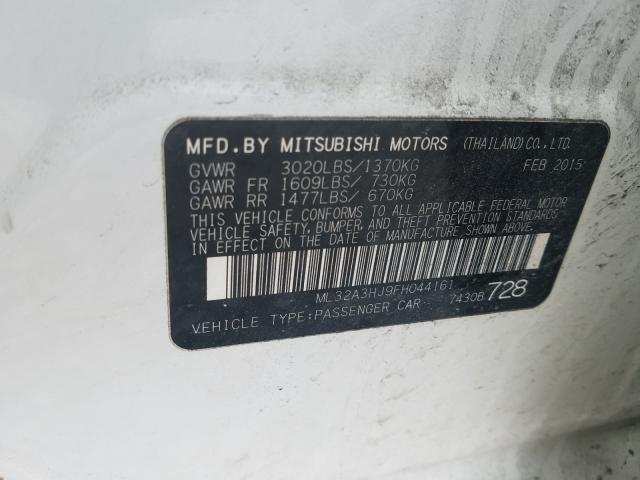 MFD.BY MITSUBISHI MOTORS (THAILAND) CO.,LTD.
GVWR 3020LBS/1370KG FEB 2015
GAWR FR 1609LBS/ 730KG
GAWR RR 1477LBS/ 670KG
THIS VEHICLE CONFORMS TO ALL APPLICABLE FEDERAL MOTOR
VEHICLE SAFETY, BUMPER, AND THEFT PREVENTION STANDARDS
IN EFFECT ON THE DATE OF MANUFACTURE SHOWN ABOVE.
ML32A3HJ9FH044161
7430B 728
VEHICLE TYPE:PASSENGER CAR